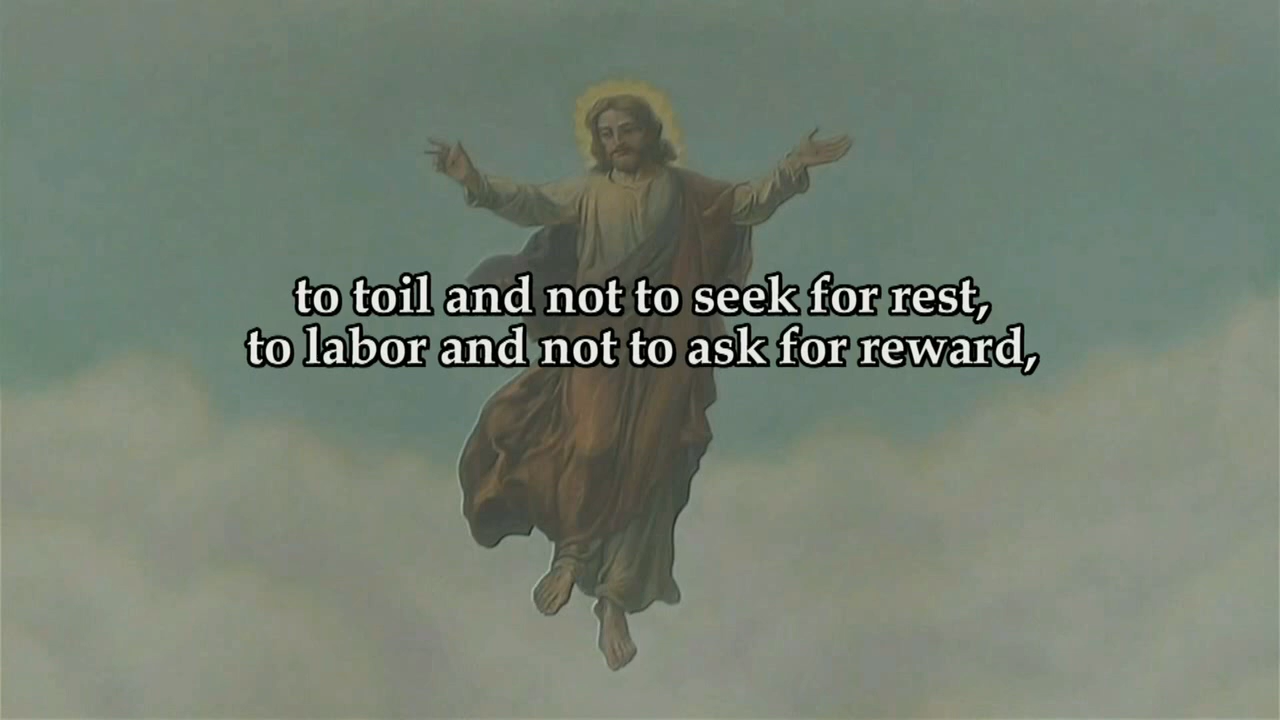 to toil and not to seek for rest,
to labor and not to ask for reward,